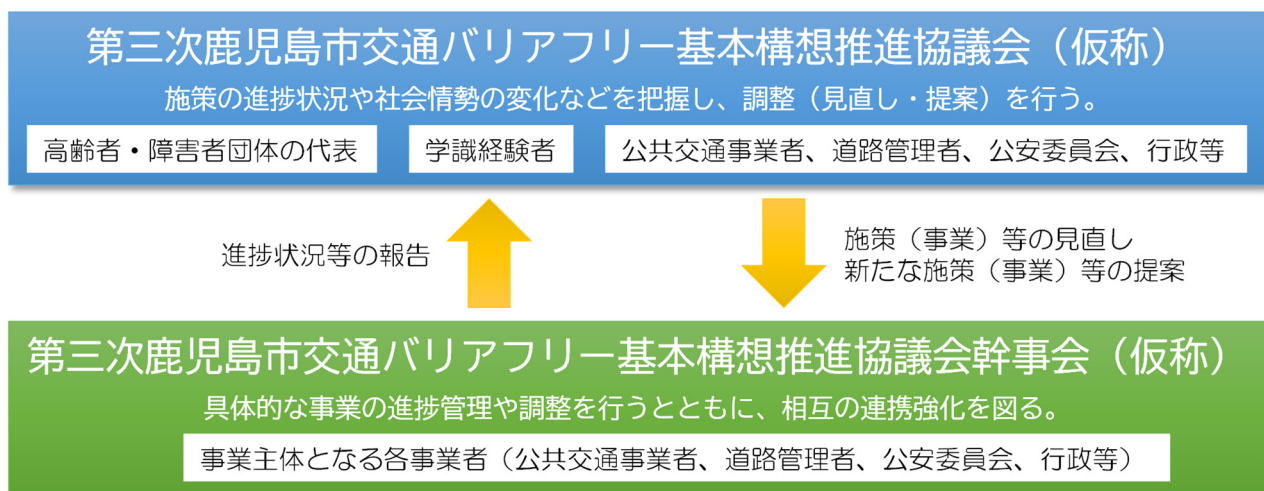 第三次鹿児島市交通バリアフリー基本構想推進協議会（仮称）
施策の進捗状況や社会情勢の変化などを把握し、調整（見直し・提案）を行う。
高齢者・障害者団体の代表
学識経験者
公共交通事業者、道路管理者、公安委員会、行政等
進捗状況等の報告
施策（事業）等の見直し
新たな施策（事業）等の提案
第三次鹿児島市交通バリアフリー基本構想推進協議会幹事会（仮称）
具体的な事業の進捗管理や調整を行うとともに、相互の連携強化を図る。
事業主体となる各事業者（公共交通事業者、道路管理者、公安委員会、行政等）